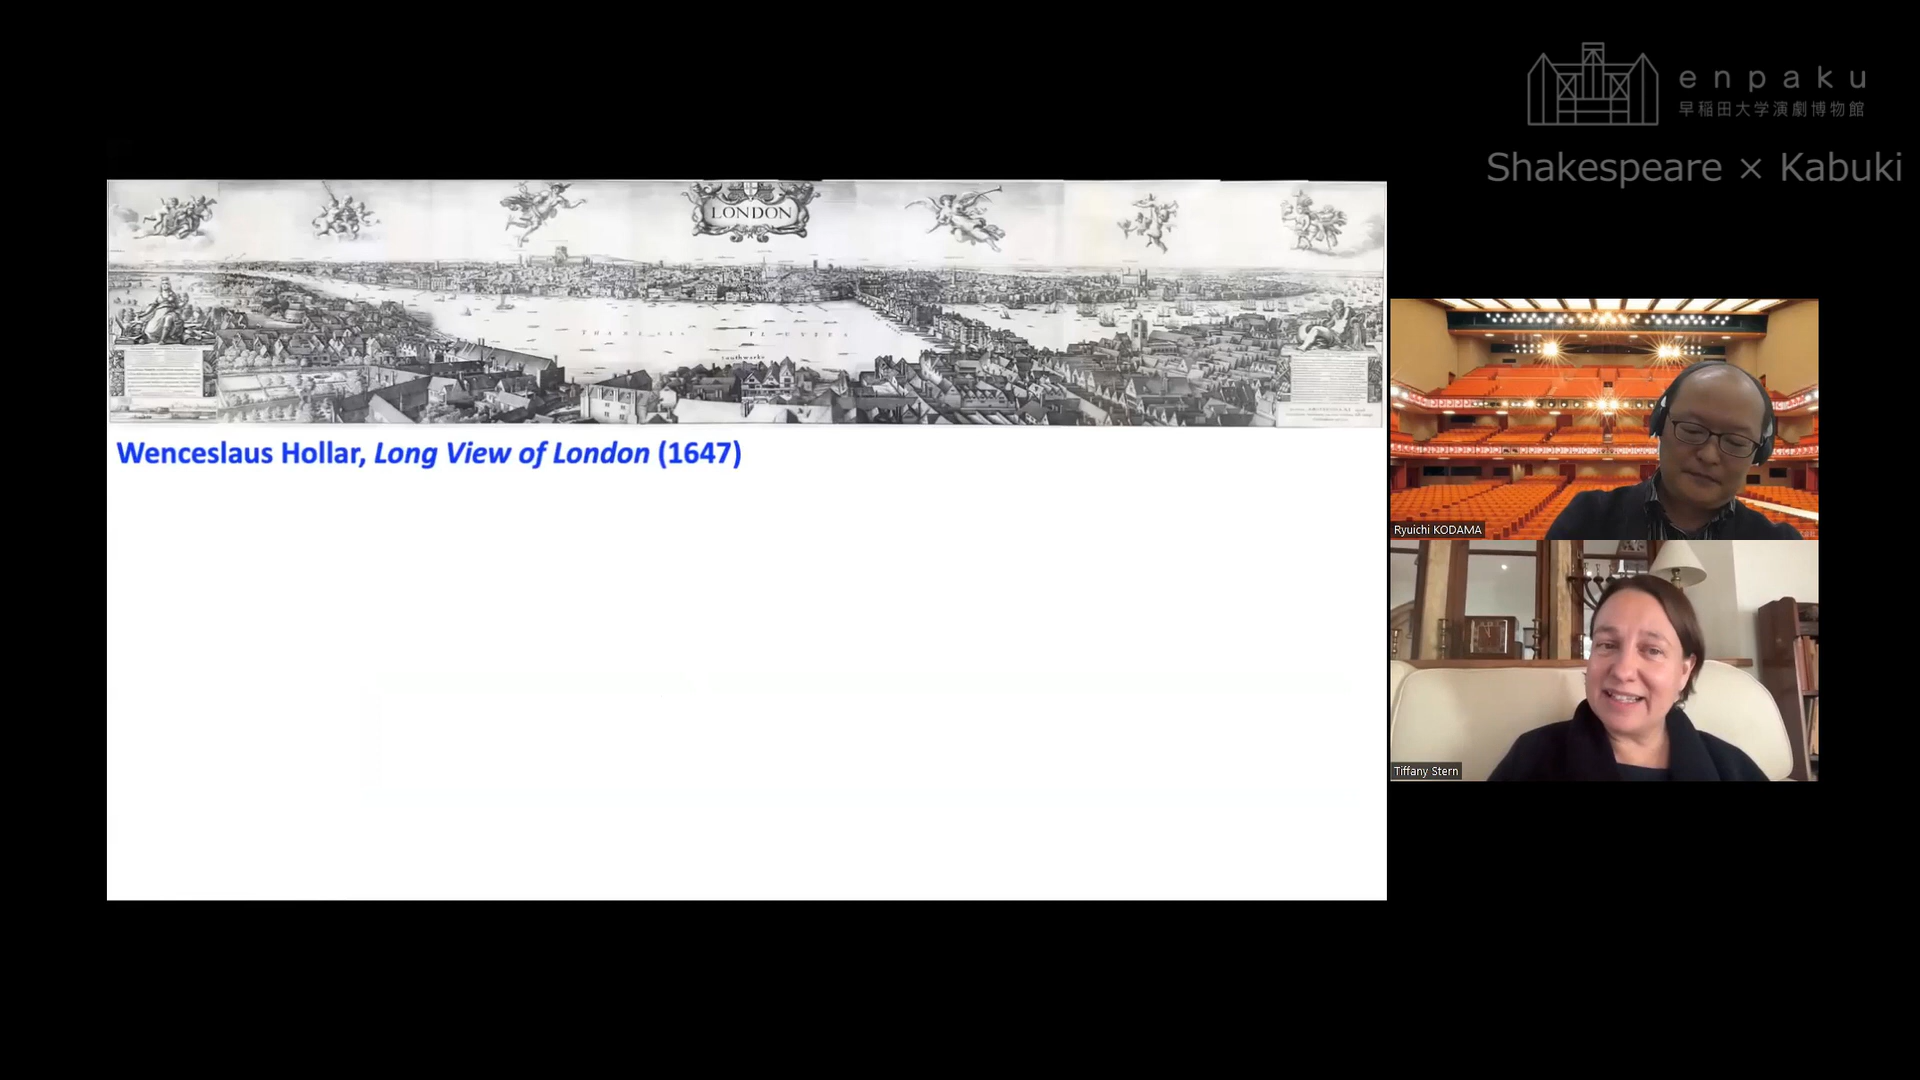 enpaku
早稲田大学演劇博物館
Shakespeare × Kabuki
LONDON
Southwarke
Wenceslaus Hollar, Long View of London (1647)
Ryuichi KODAMA
Tiffany Stern